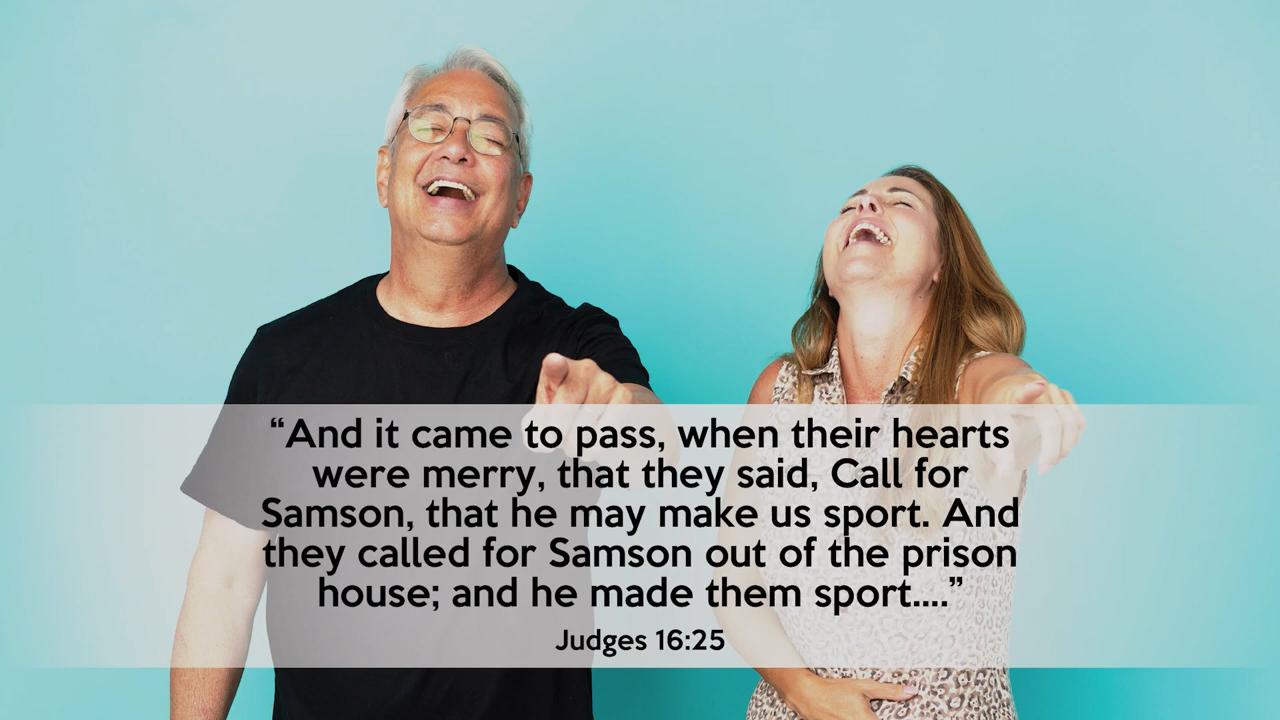 “And it came to pass, when their hearts
were merry, that they said, Call for
Samson, that he may make us sport. And
they called for Samson out of the prison
house; and he made them sport....”
Judges 16:25